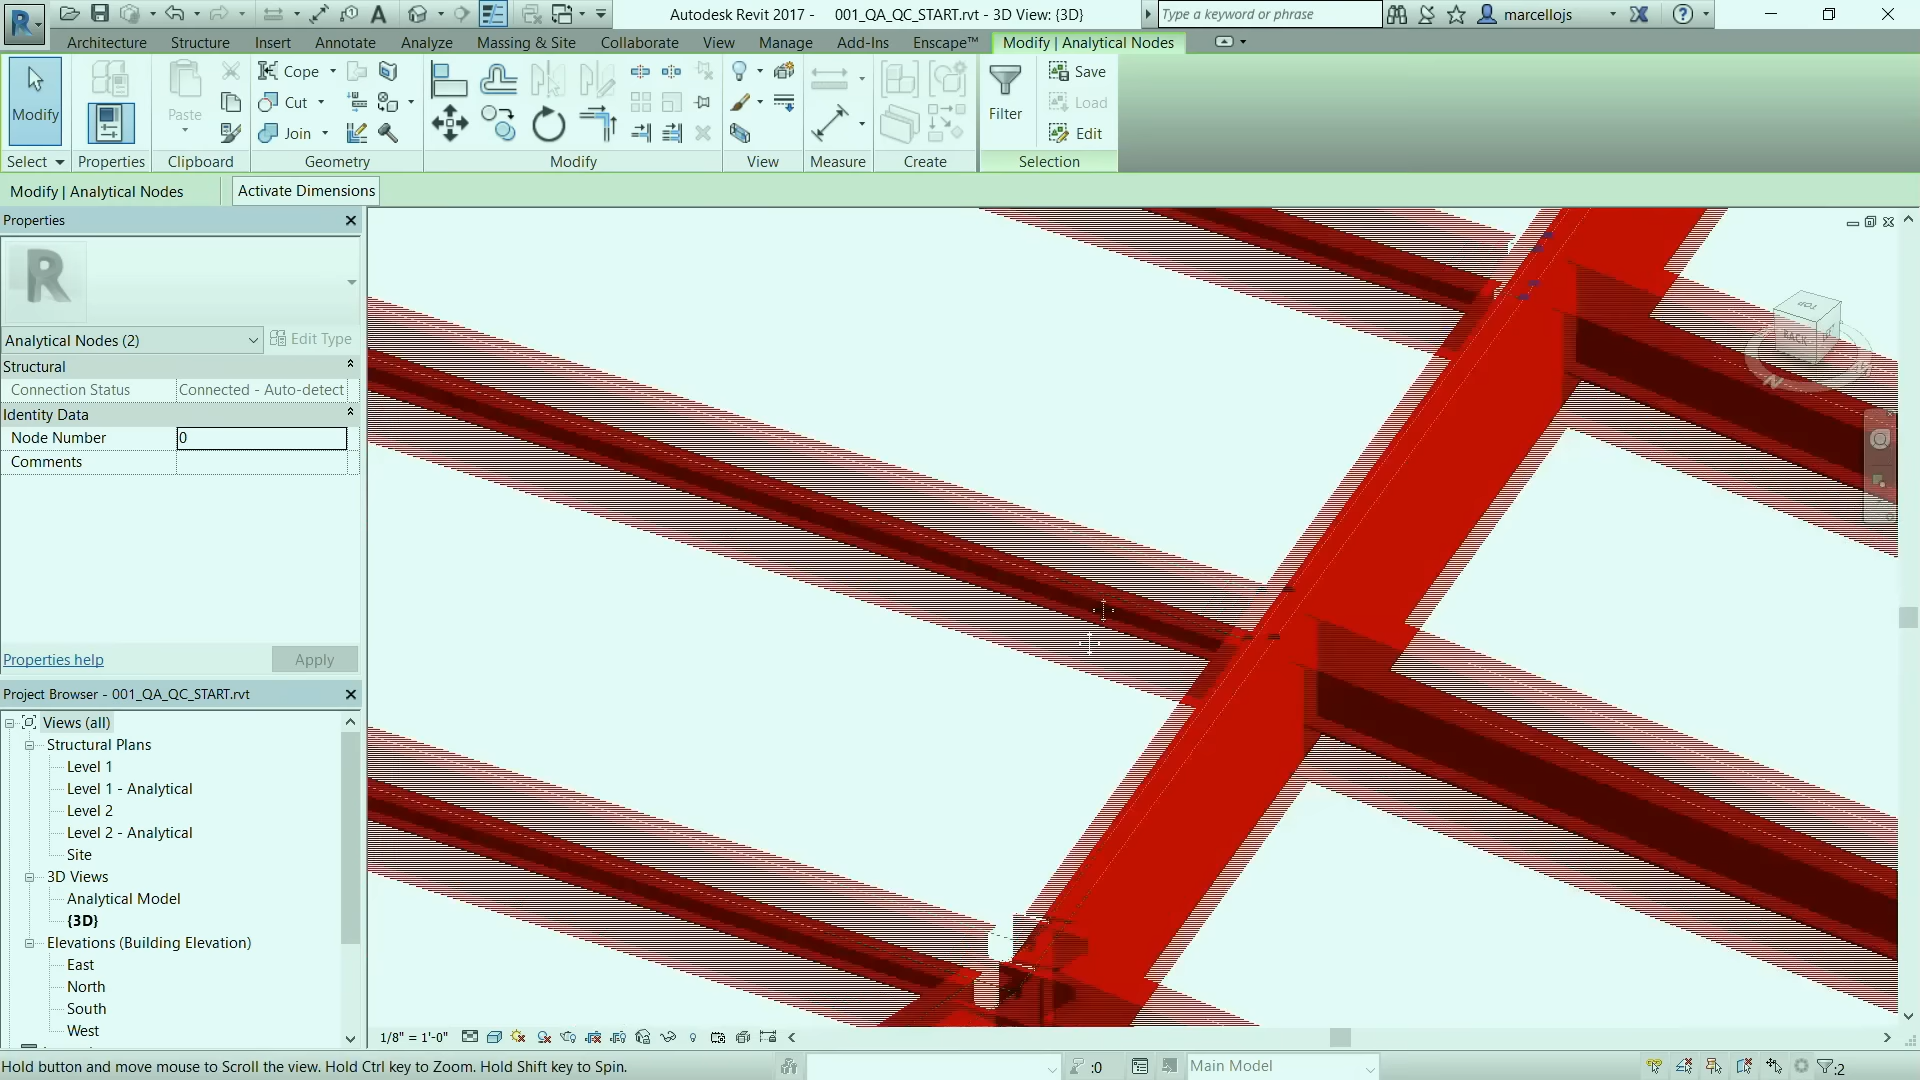 Autodesk Revit 2017 - 001_QA_QC_START.rvt - 3D View: {3D}
Type a keyword or phrase
marcellojs
Architecture Structure Insert Annotate Analyze Massing & Site Collaborate View Manage Add-Ins Enscape™ Modify | Analytical Nodes
Modify
Paste
Cope
Cut
Join
Filter
Save
Load
Edit
Select Properties Clipboard Geometry Modify View Measure Create Selection
Modify | Analytical Nodes Activate Dimensions
Properties
Analytical Nodes (2) Edit Type
Structural
Connection Status Connected - Auto-detect
Identity Data
Node Number 0
Comments
Properties help Apply
Project Browser - 001_QA_QC_START.rvt
Views (all)
Structural Plans
Level 1
Level 1 - Analytical
Level 2
Level 2 - Analytical
Site
3D Views
Analytical Model
{3D}
Elevations (Building Elevation)
East
North
South
West
TOP
BACK
N
1/8" = 1'-0"
Hold button and move mouse to Scroll the view. Hold Ctrl key to Zoom. Hold Shift key to Spin.
:0
Main Model
:2